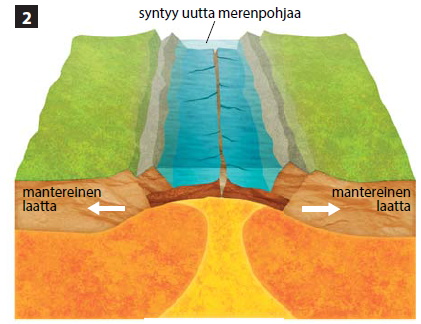 2
syntyy uutta merenpohjaa
mantereinen
laatta
mantereinen
laatta